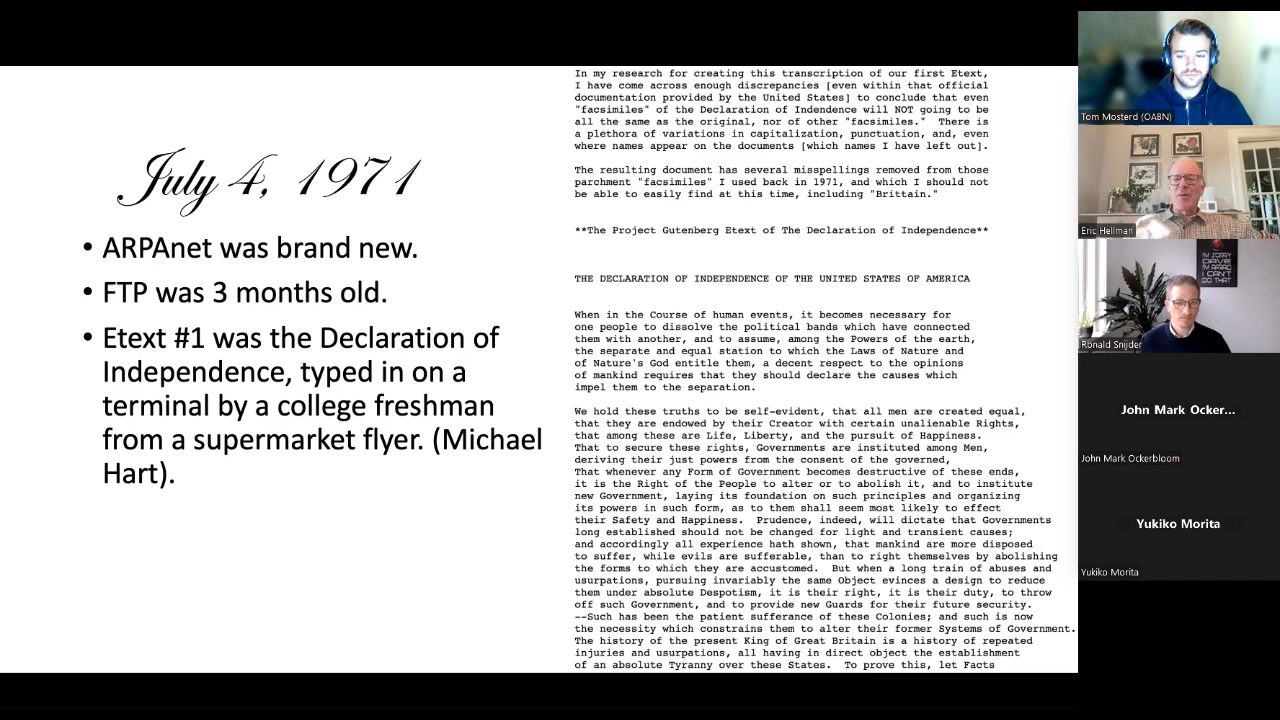 July 4, 1971
• ARPAnet was brand new.
• FTP was 3 months old.
• Etext #1 was the Declaration of
Independence, typed in on a
terminal by a college freshman
from a supermarket flyer. (Michael
Hart).
In my research for creating this transcription of our first Etext,
I have come across enough discrepancies [even within that official
documentation provided by the United States] to conclude that even
"facsimiles" of the Declaration of Indendence will NOT going to be
all the same as the original, nor of other "facsimiles."  There is
a plethora of variations in capitalization, punctuation, and, even
where names appear on the documents [which names I have left out].
The resulting document has several misspellings removed from those
parchment "facsimiles" I used back in 1971, and which I should not
be able to easily find at this time, including "Brittain."
**The Project Gutenberg Etext of The Declaration of Independence**
THE DECLARATION OF INDEPENDENCE OF THE UNITED STATES OF AMERICA
When in the Course of human events, it becomes necessary for
one people to dissolve the political bands which have connected
them with another, and to assume, among the Powers of the earth,
the separate and equal station to which the Laws of Nature and
of Nature's God entitle them, a decent respect to the opinions
of mankind requires that they should declare the causes which
impel them to the separation.
We hold these truths to be self-evident, that all men are created equal,
that they are endowed by their Creator with certain unalienable Rights,
that among these are Life, Liberty, and the pursuit of Happiness.
That to secure these rights, Governments are instituted among Men,
deriving their just powers from the consent of the governed,
That whenever any Form of Government becomes destructive of these ends,
it is the Right of the People to alter or to abolish it, and to institute
new Government, laying its foundation on such principles and organizing
its powers in such form, as to them shall seem most likely to effect
their Safety and Happiness.  Prudence, indeed, will dictate that Governments
long established should not be changed for light and transient causes;
and accordingly all experience hath shown, that mankind are more disposed
to suffer, while evils are sufferable, than to right themselves by abolishing
the forms to which they are accustomed.  But when a long train of abuses and
usurpations, pursuing invariably the same Object evinces a design to reduce
them under absolute Despotism, it is their right, it is their duty, to throw
off such Government, and to provide new Guards for their future security.
--Such has been the patient sufferance of these Colonies; and such is now
the necessity which constrains them to alter their former Systems of Government.
The history of the present King of Great Britain is a history of repeated
injuries and usurpations, all having in direct object the establishment
of an absolute Tyranny over these States.  To prove this, let Facts
Tom Mosterd (OABN)
Eric Hellman
I'M SORRY
DAVE
I'M AFRAID
I CAN'T
DO THAT
Ronald Snijder
John Mark Ocker...
John Mark Ockerbloom
Yukiko Morita
Yukiko Morita